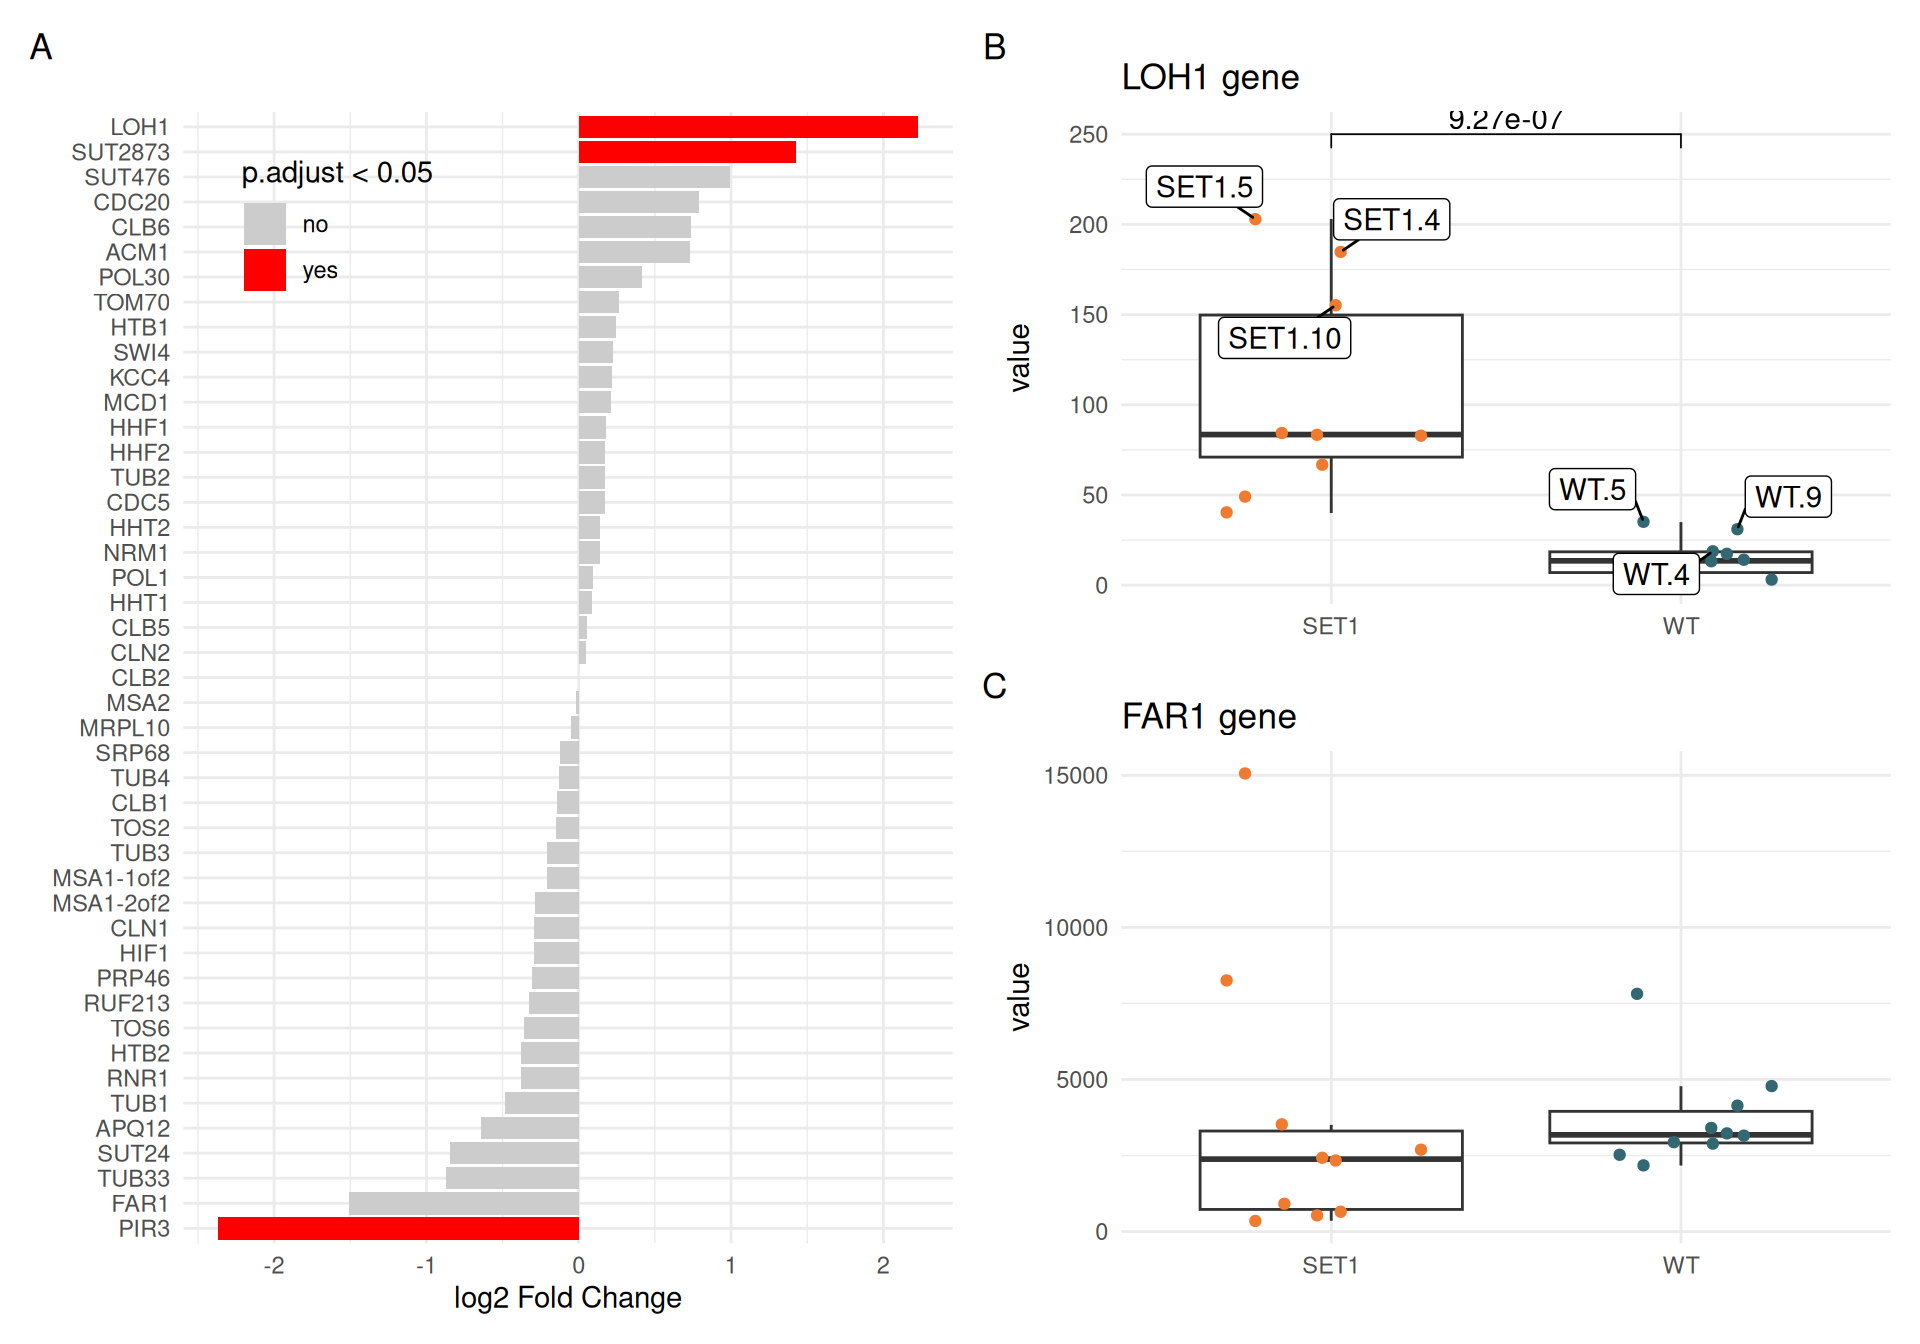 A
LOH1
SUT2873
SUT476
CDC20
CLB6
ACM1
POL30
TOM70
HTB1
SWI4
KCC4
MCD1
HHF1
HHF2
TUB2
CDC5
HHT2
NRM1
POL1
HHT1
CLB5
CLN2
CLB2
MSA2
MRPL10
SRP68
TUB4
CLB1
TOS2
TUB3
MSA1-1of2
MSA1-2of2
CLN1
HIF1
PRP46
RUF213
TOS6
HTB2
RNR1
TUB1
APQ12
SUT24
TUB33
FAR1
PIR3
p.adjust < 0.05
no
yes
-2 -1 0 1 2
log2 Fold Change
B
LOH1 gene
9.27e-07
250
200
150
100
50
0
value
SET1.5
SET1.4
SET1.10
WT.5
WT.9
WT.4
SET1 WT
C
FAR1 gene
15000
10000
5000
0
value
SET1 WT